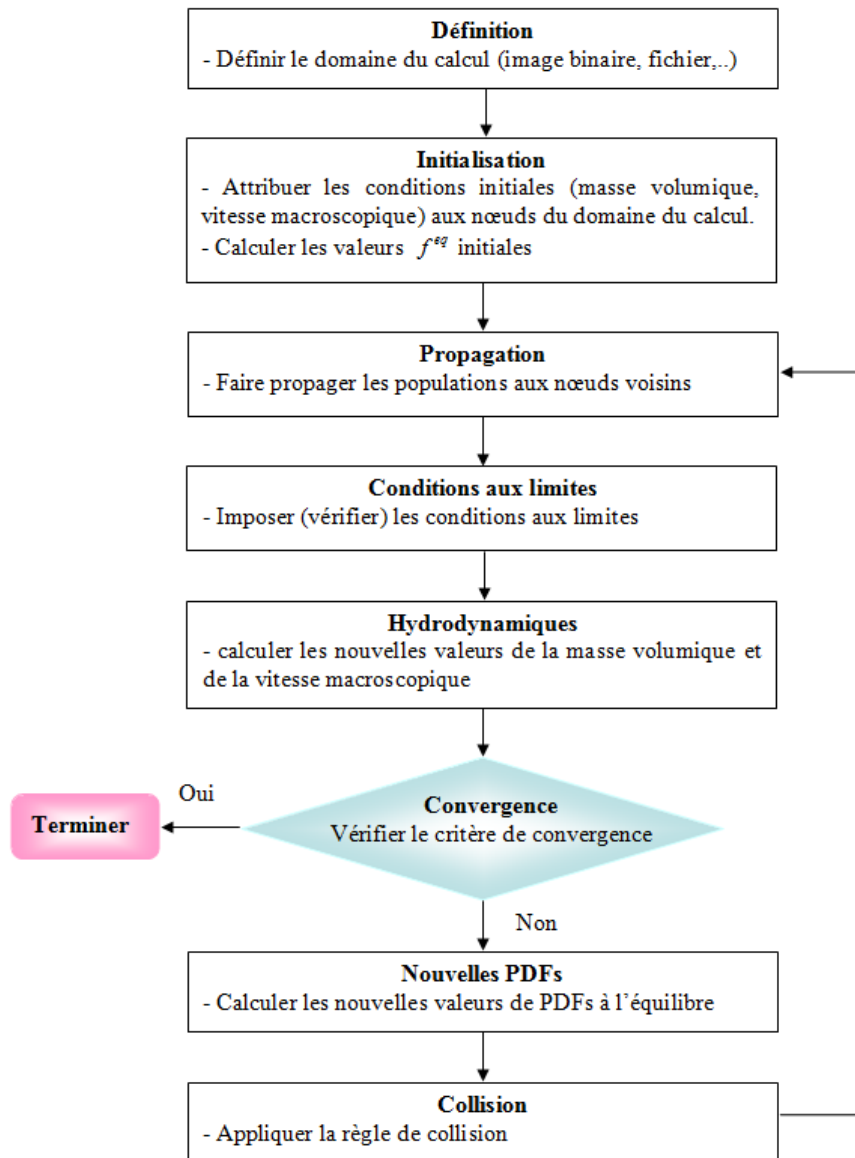 Définition
- Définir le domaine du calcul (image binaire, fichier,..)
Initialisation
- Attribuer les conditions initiales (masse volumique,
vitesse macroscopique) aux nœuds du domaine du calcul.
- Calculer les valeurs f^eq initiales
Propagation
- Faire propager les populations aux nœuds voisins
Conditions aux limites
- Imposer (vérifier) les conditions aux limites
Hydrodynamiques
- calculer les nouvelles valeurs de la masse volumique et
de la vitesse macroscopique
Convergence
Vérifier le critère de convergence
Oui
Terminer
Non
Nouvelles PDFs
- Calculer les nouvelles valeurs de PDFs à l’équilibre
Collision
- Appliquer la règle de collision